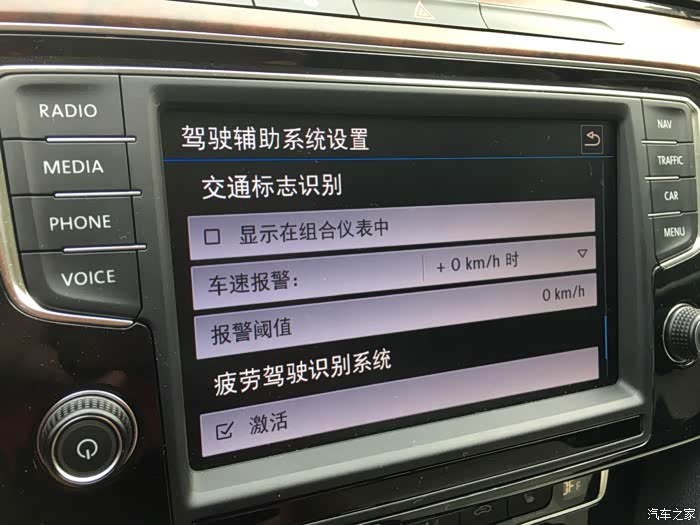 RADIO
MEDIA
PHONE
VOICE
驾驶辅助系统设置
交通标志识别
显示在组合仪表中
车速报警: + 0 km/h 时
报警阈值 0 km/h
疲劳驾驶识别系统
激活
NAV
TRAFFIC
CAR
MENU
OFF
汽车之家